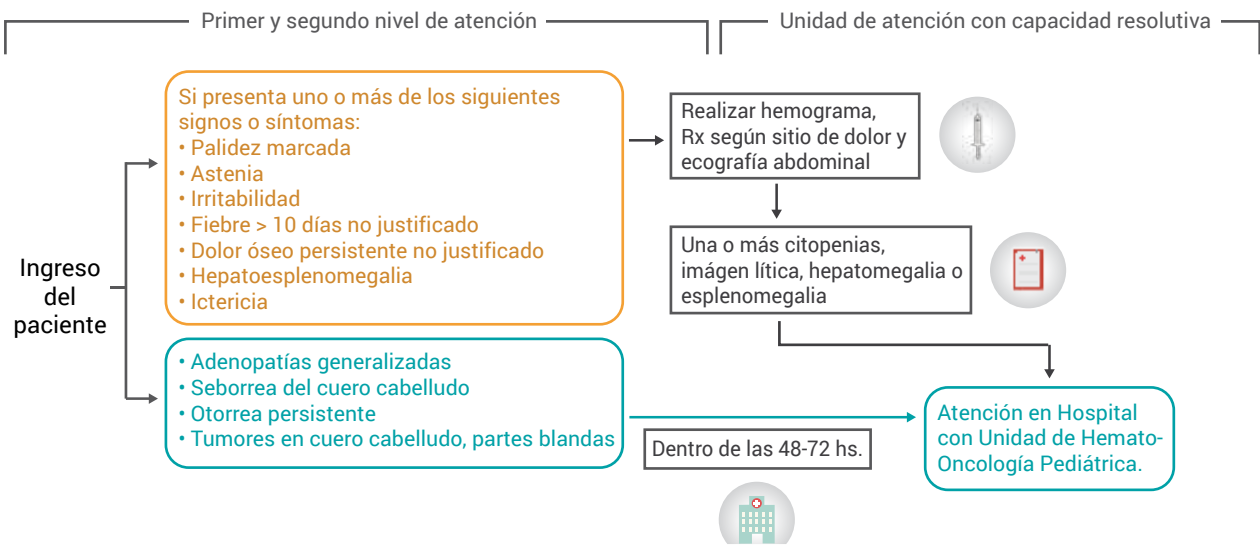 Primer y segundo nivel de atención
Unidad de atención con capacidad resolutiva
Ingreso
del
paciente
Si presenta uno o más de los siguientes
signos o síntomas:
• Palidez marcada
• Astenia
• Irritabilidad
• Fiebre > 10 días no justificado
• Dolor óseo persistente no justificado
• Hepatoesplenomegalia
• Ictericia
Realizar hemograma,
Rx según sitio de dolor y
ecografía abdominal
Una o más citopenias,
imágen lítica, hepatomegalia o
esplenomegalia
• Adenopatías generalizadas
• Seborrea del cuero cabelludo
• Otorrea persistente
• Tumores en cuero cabelludo, partes blandas
Dentro de las 48-72 hs.
Atención en Hospital
con Unidad de Hemato-
Oncología Pediátrica.